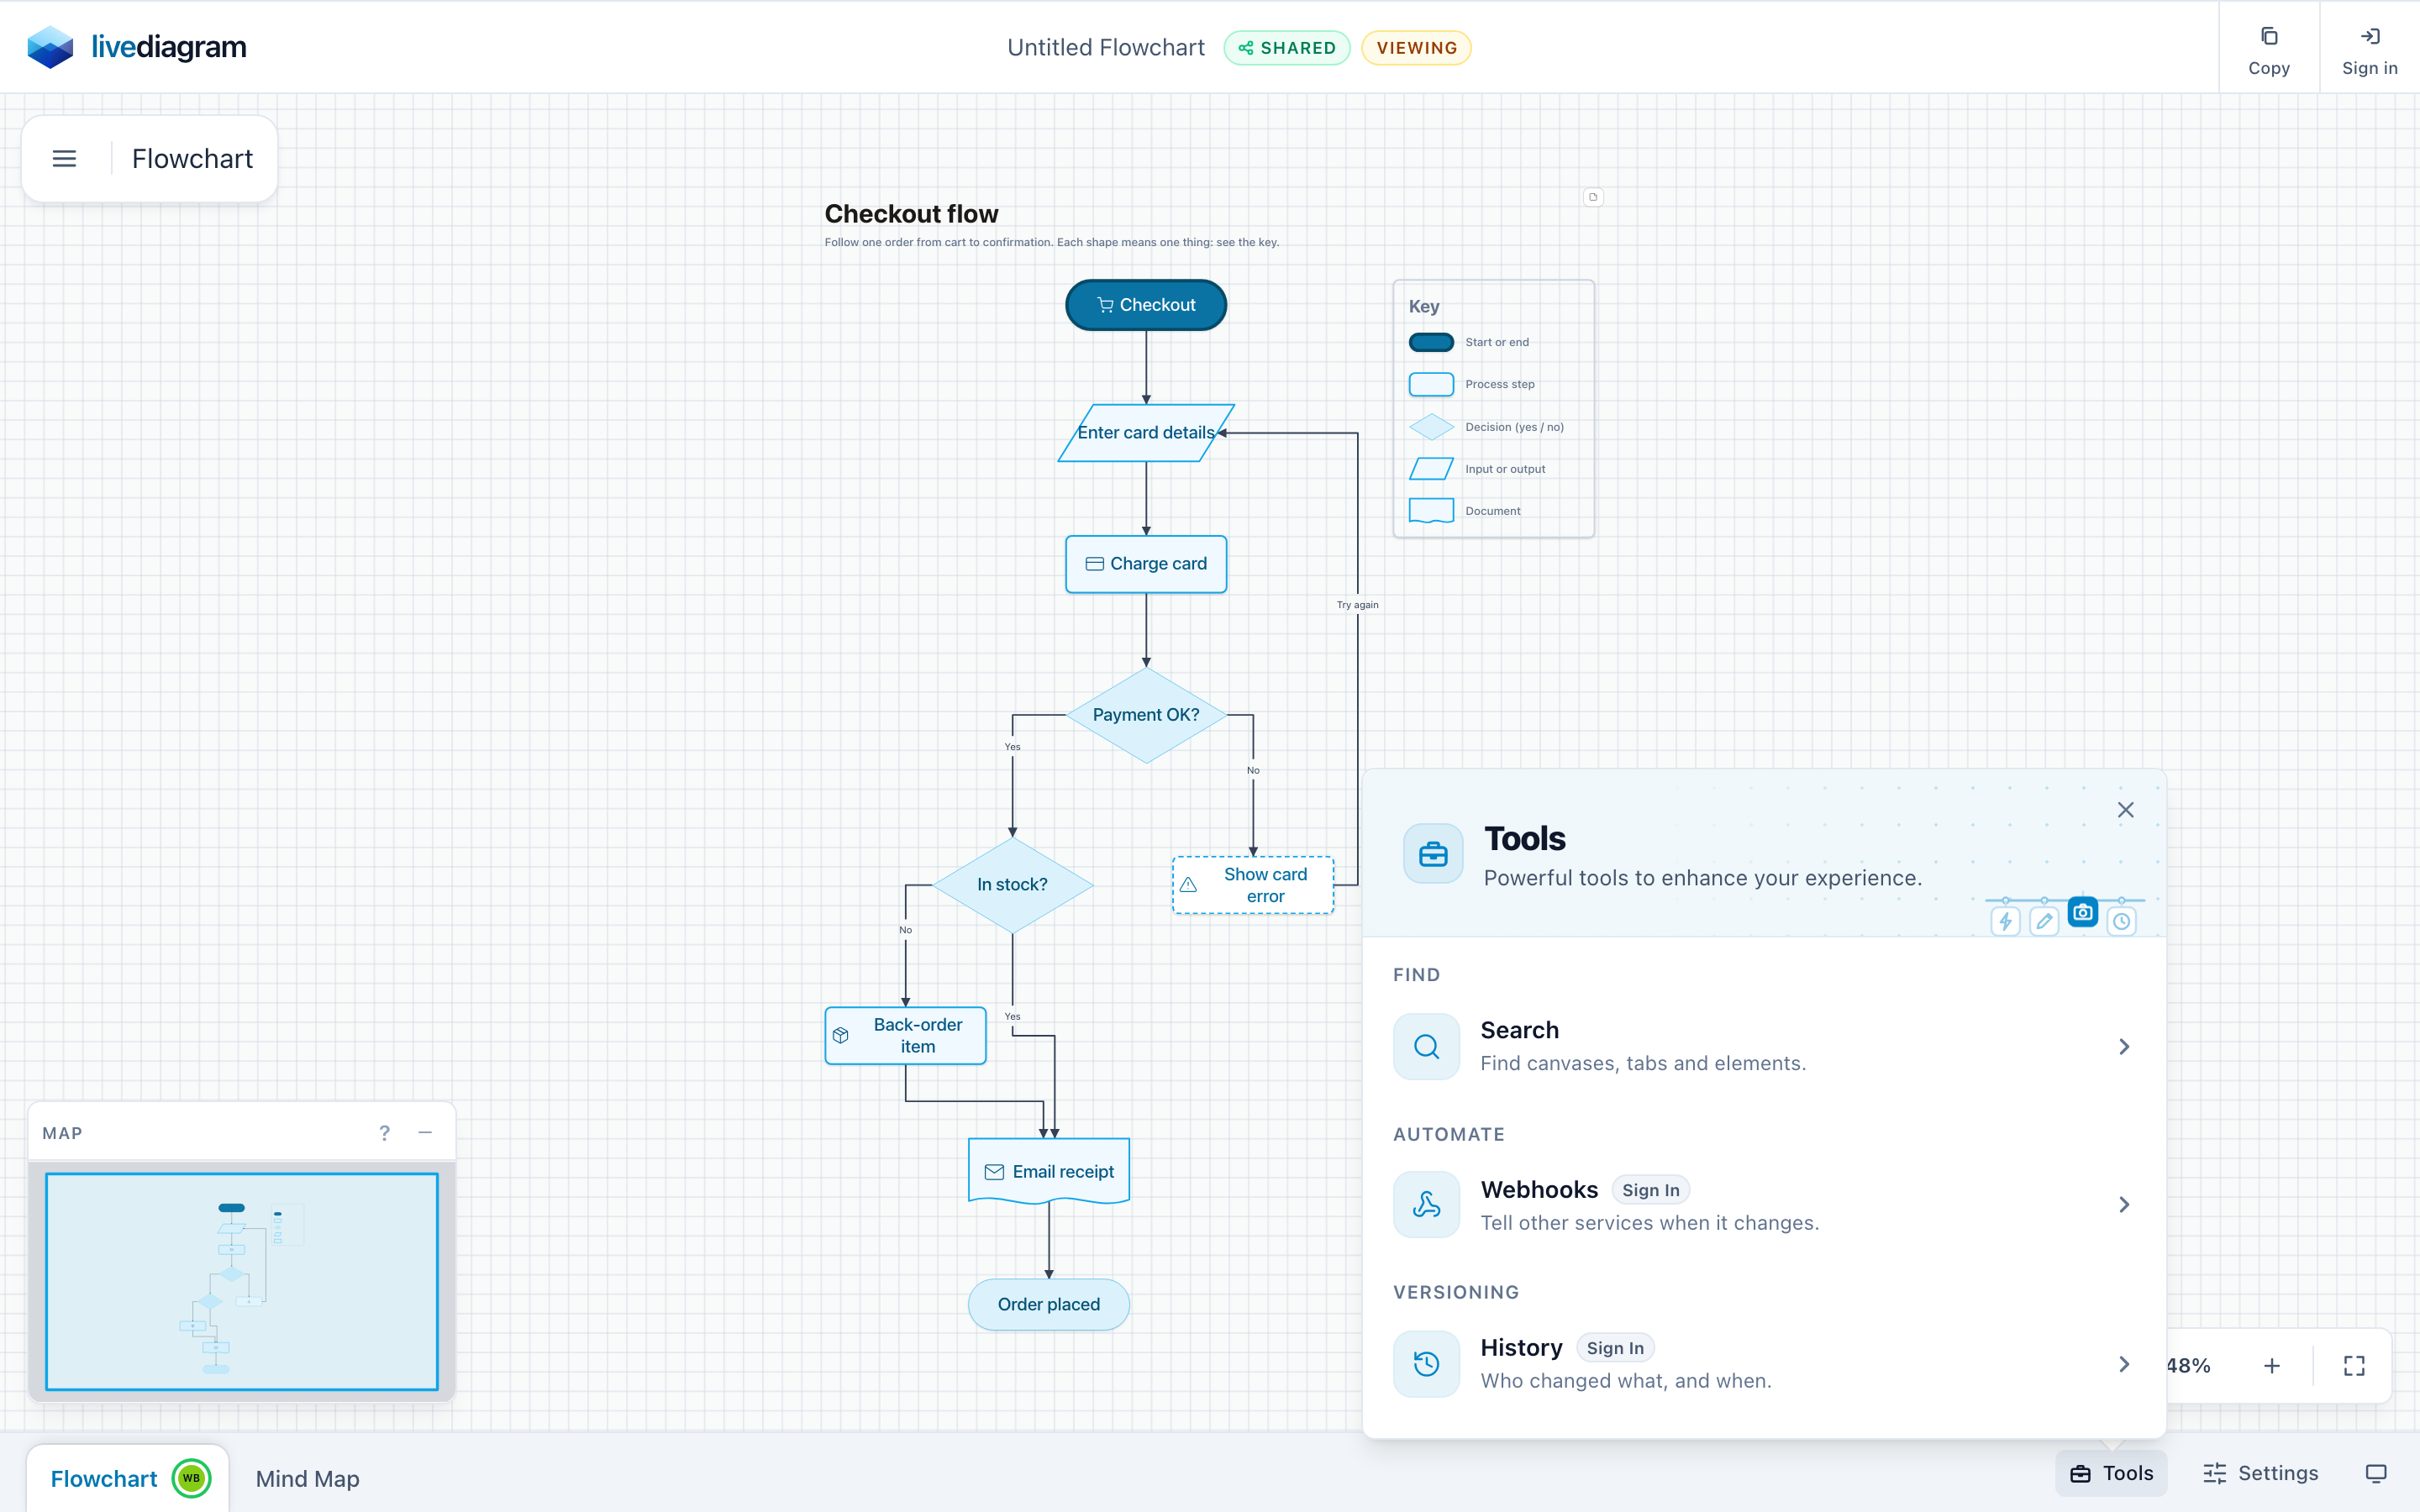 livediagram
Untitled Flowchart
SHARED
VIEWING
Copy
Sign in
Flowchart
Checkout flow
Follow one order from cart to confirmation. Each shape means one thing: see the key.
Checkout
Key
Start or end
Process step
Decision (yes / no)
Input or output
Document
Enter card details
Charge card
Try again
Payment OK?
Yes
No
In stock?
Show card
error
No
Yes
Back-order
item
Email receipt
Order placed
Tools
Powerful tools to enhance your experience.
FIND
Search
Find canvases, tabs and elements.
AUTOMATE
Webhooks
Sign In
Tell other services when it changes.
VERSIONING
History
Sign In
Who changed what, and when.
MAP
?
48%
Flowchart
WB
Mind Map
Tools
Settings